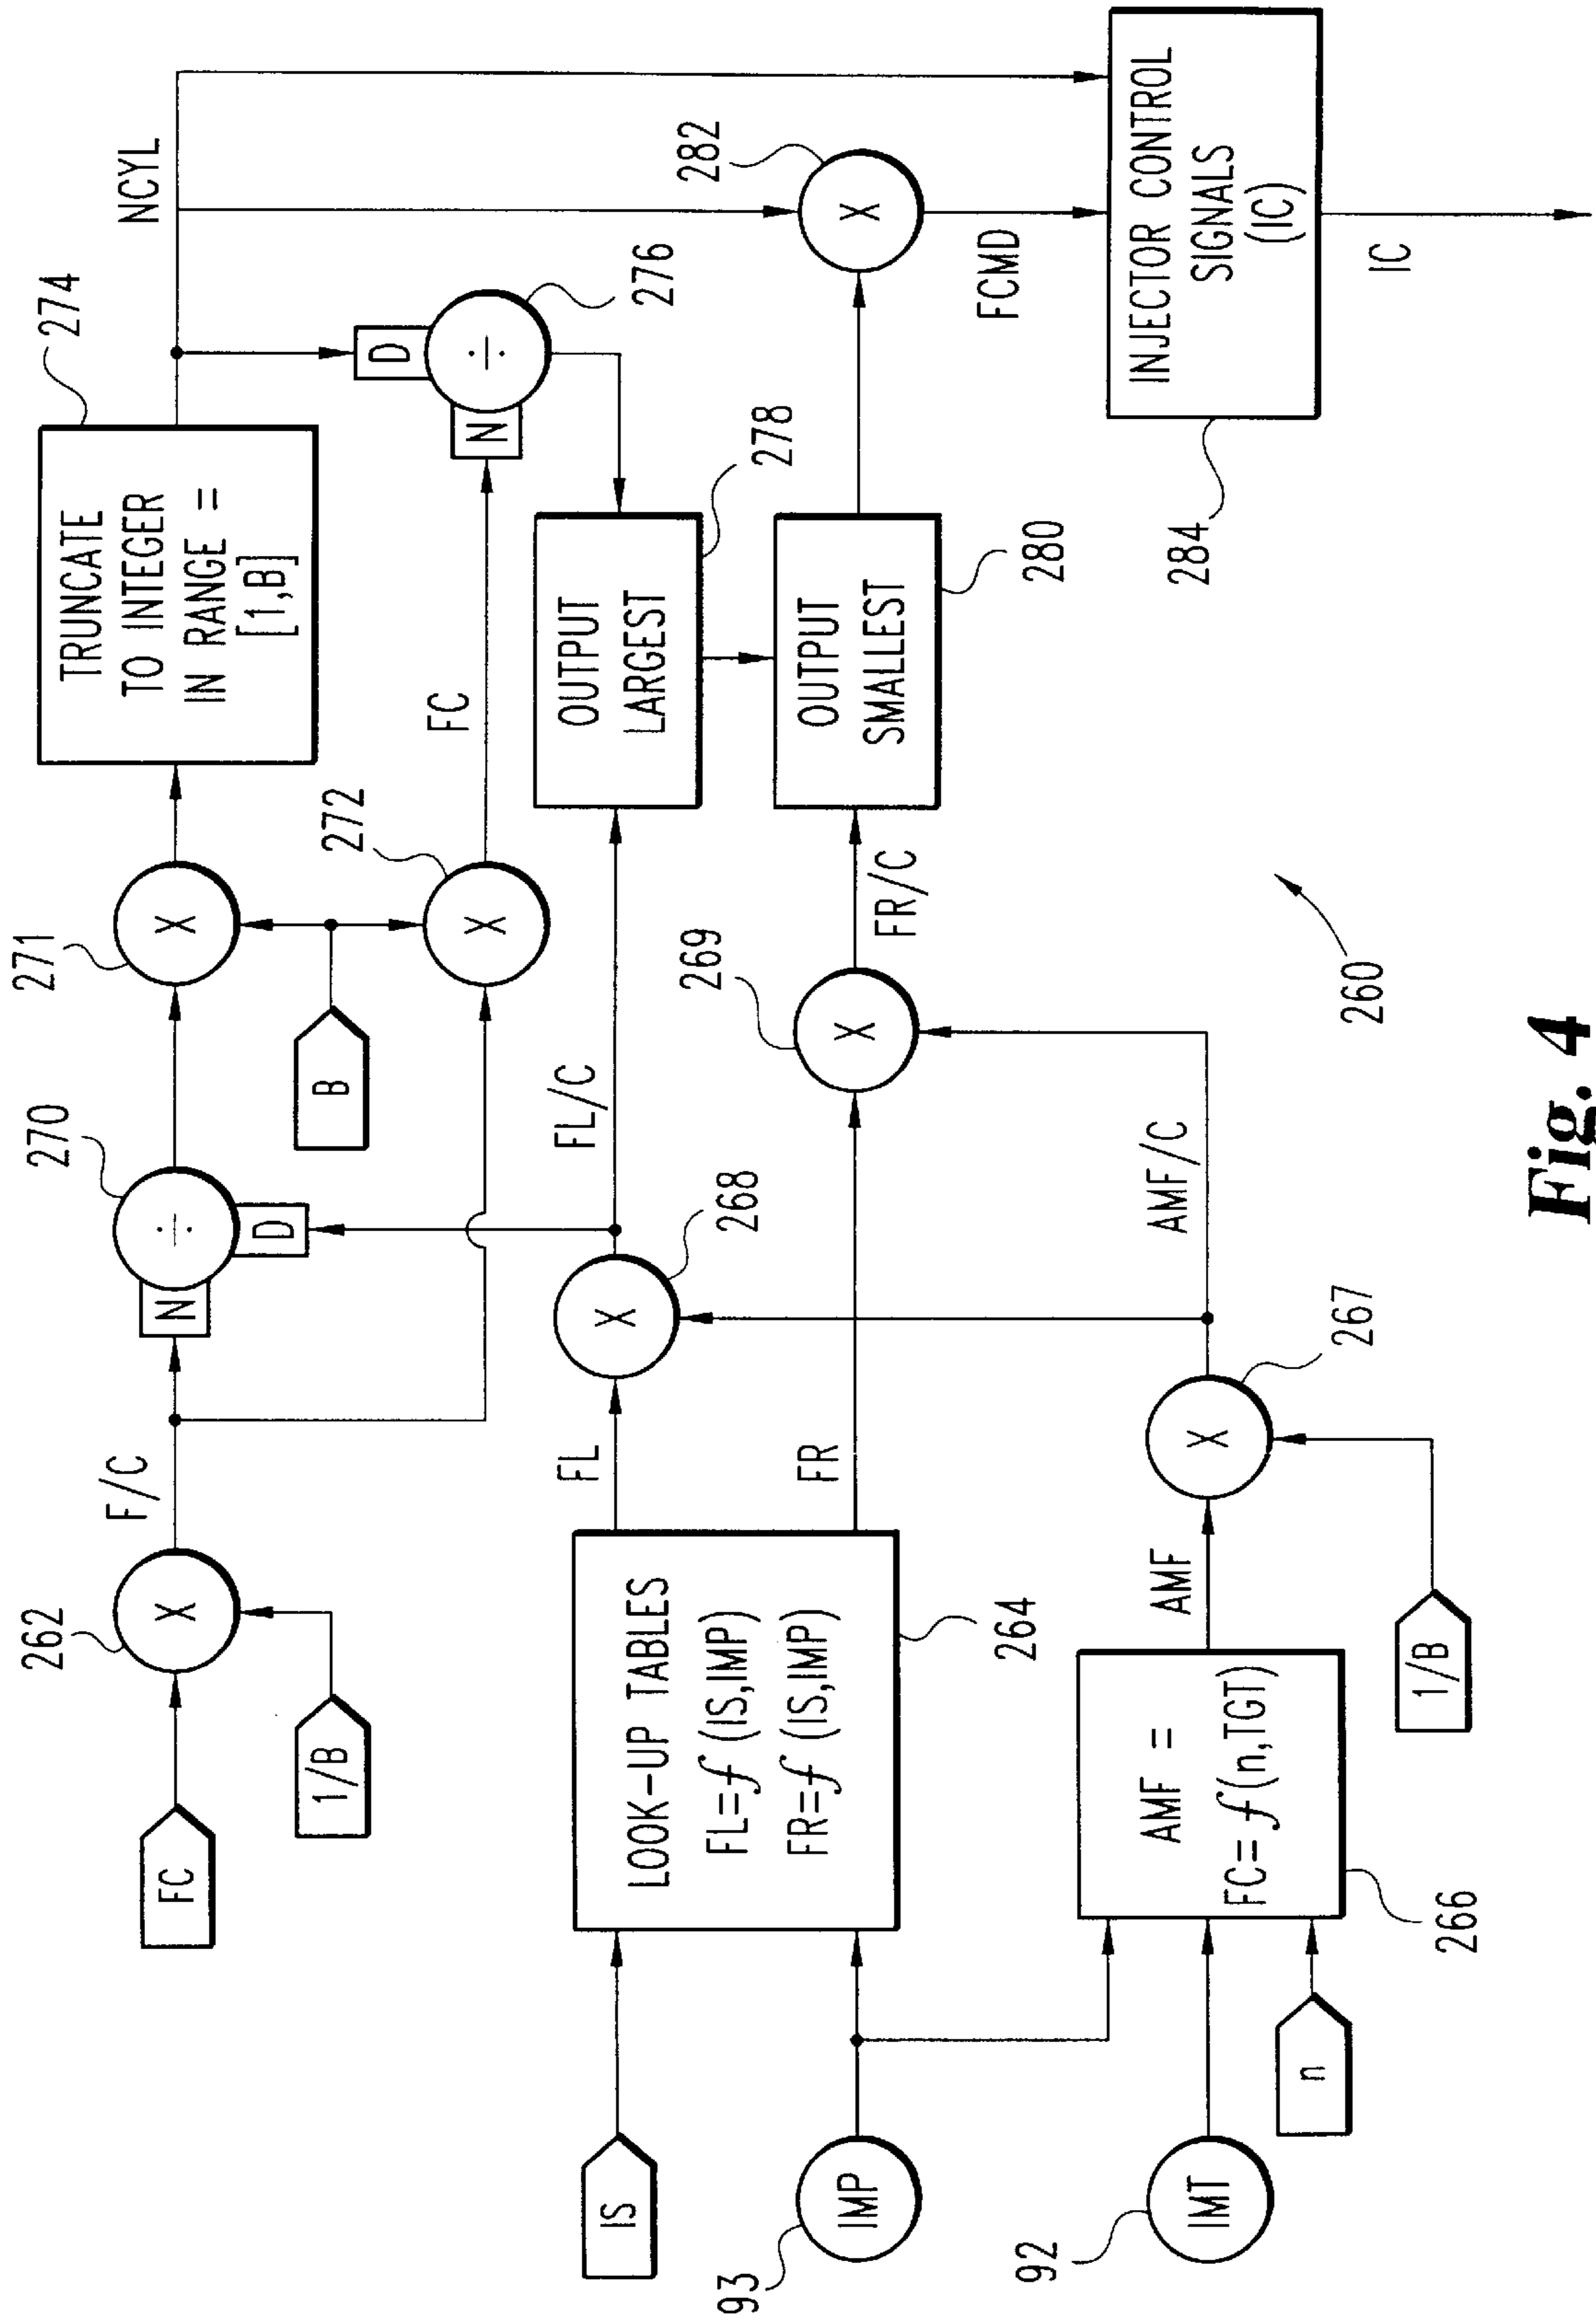 FC
1/B
262
X
F/C
N
÷
D
270
B
271
X
272
X
TRUNCATE
TO INTEGER
IN RANGE =
[1,B]
274
NCYL
FC
N
D
÷
276
IS
93
IMP
92
IMT
n
LOOK-UP TABLES
FL=f (IS,IMP)
FR=f (IS,IMP)
264
FL
FR
X
268
FL/C
269
X
FR/C
OUTPUT
LARGEST
278
OUTPUT
SMALLEST
280
282
X
FCMD
AMF =
FC=f(n,TGT)
266
AMF
1/B
X
267
AMF/C
260
INJECTOR CONTROL
SIGNALS
(IC)
284
IC
Fig. 4